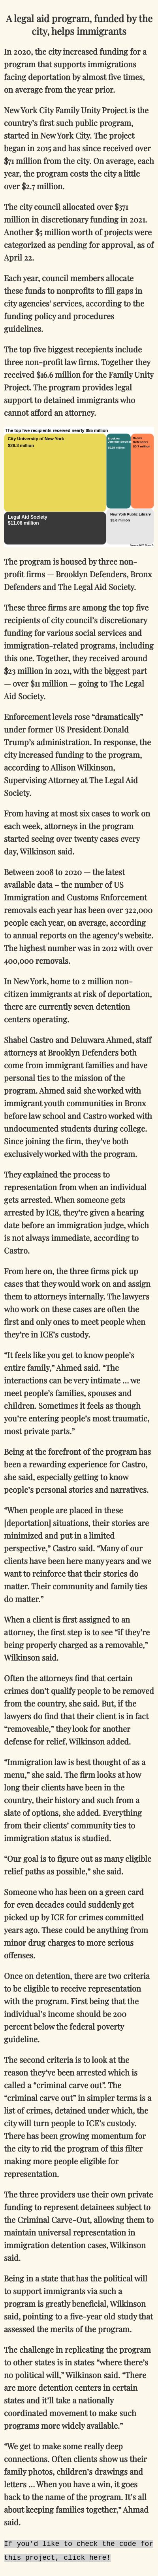 A legal aid program, funded by the
city, helps immigrants
In 2020, the city increased funding for a
program that supports immigrations
facing deportation by almost five times,
on average from the year prior.
New York City Family Unity Project is the
country's first such public program,
started in New York City. The project
began in 2015 and has since received over
$71 million from the city. On average, each
year, the program costs the city a little
over $2.7 million.
The city council allocated over $371
million in discretionary funding in 2021.
Another $5 million worth of projects were
categorized as pending for approval, as of
April 22.
Each year, council members allocate
these funds to nonprofits to fill gaps in
city agencies' services, according to the
funding policy and procedures
guidelines.
The top five biggest recepients include
three non-profit law firms. Together they
received $16.6 million for the Family Unity
Project. The program provides legal
support to detained immigrants who
cannot afford an attorney.
The top five recipients received nearly $55 million
City University of New York
$26.3 million
Brooklyn
Defenders
Bronx
Defenders
Legal Aid Society
$11.08 million
New York Public Library
The program is housed by three non-
profit firms — Brooklyn Defenders, Bronx
Defenders and The Legal Aid Society.
These three firms are among the top five
recipients of city council's discretionary
funding for various social services and
immigration-related programs, including
this one. Together, they received around
$23 million in 2021, with the biggest part
— over $11 million — going to The Legal
Aid Society.
Enforcement levels rose "dramatically"
under former US President Donald
Trump's administration. In response, the
city increased funding to the program,
according to Allison Wilkinson,
Supervising Attorney at The Legal Aid
Society.
From having at most six cases to work on
each week, attorneys in the program
started seeing over twenty cases every
day, Wilkinson said.
Between 2008 to 2020 — the latest
available data – the number of US
Immigration and Customs Enforcement
removals each year has been over 322,000
people each year, on average, according
to annual reports on the agency's website.
The highest number was in 2012 with over
400,000 removals.
In New York, home to 2 million non-
citizen immigrants at risk of deportation,
there are currently seven detention
centers operating.
Shabel Castro and Deluwara Ahmed, staff
attorneys at Brooklyn Defenders both
come from immigrant families and have
personal ties to the mission of the
program. Ahmed said she worked with
immigrant youth communities in Bronx
before law school and Castro worked with
undocumented students during college.
Since joining the firm, they've both
exclusively worked with the program.
They explained the process to
representation from when an individual
gets arrested. When someone gets
arrested by ICE, they're given a hearing
date before an immigration judge, which
is not always immediate, according to
Castro.
From here on, the three firms pick up
cases that they would work on and assign
them to attorneys internally. The lawyers
who work on these cases are often the
first and only ones to meet people when
they're in ICE's custody.
"It feels like you get to know people's
entire family," Ahmed said. "The
interactions can be very intimate ... we
meet people's families, spouses and
children. Sometimes it feels as though
you're entering people's most traumatic,
most private parts."
Being at the forefront of the program has
been a rewarding experience for Castro,
she said, especially getting to know
people's personal stories and narratives.
"When people are placed in these
[deportation] situations, their stories are
minimized and put in a limited
perspective," Castro said. "Many of our
clients have been here many years and we
want to reinforce that their stories do
matter. Their community and family ties
do matter."
When a client is first assigned to an
attorney, the first step is to see "if they're
being properly charged as a removable,"
Wilkinson said.
Often the attorneys find that certain
crimes don't qualify people to be removed
from the country, she said. But, if the
lawyers do find that their client is in fact
"removeable," they look for another
defense for relief, Wilkinson added.
"Immigration law is best thought of as a
menu," she said. The firm looks at how
long their clients have been in the
country, their history and such from a
slate of options, she added. Everything
from their clients' community ties to
immigration status is studied.
"Our goal is to figure out as many eligible
relief paths as possible," she said.
Someone who has been on a green card
for even decades could suddenly get
picked up by ICE for crimes committed
years ago. These could be anything from
minor drug charges to more serious
offenses.
Once on detention, there are two criteria
to be eligible to receive representation
with the program. First being that the
individual's income should be 200
percent below the federal poverty
guideline.
The second criteria is to look at the
reason they've been arrested which is
called a "criminal carve out". The
"criminal carve out" in simpler terms is a
list of crimes, detained under which, the
city will turn people to ICE's custody.
There has been growing momentum for
the city to rid the program of this filter
making more people eligible for
representation.
The three providers use their own private
funding to represent detainees subject to
the Criminal Carve-Out, allowing them to
maintain universal representation in
immigration detention cases, Wilkinson
said.
Being in a state that has the political will
to support immigrants via such a
program is greatly beneficial, Wilkinson
said, pointing to a five-year old study that
assessed the merits of the program.
The challenge in replicating the program
to other states is in states "where there's
no political will," Wilkinson said. "There
are more detention centers in certain
states and it'll take a nationally
coordinated movement to make such
programs more widely available."
"We get to make some really deep
connections. Often clients show us their
family photos, children's drawings and
letters ... When you have a win, it goes
back to the name of the program. It's all
about keeping families together," Ahmad
said.
If you'd like to check the code for
this project, click here!